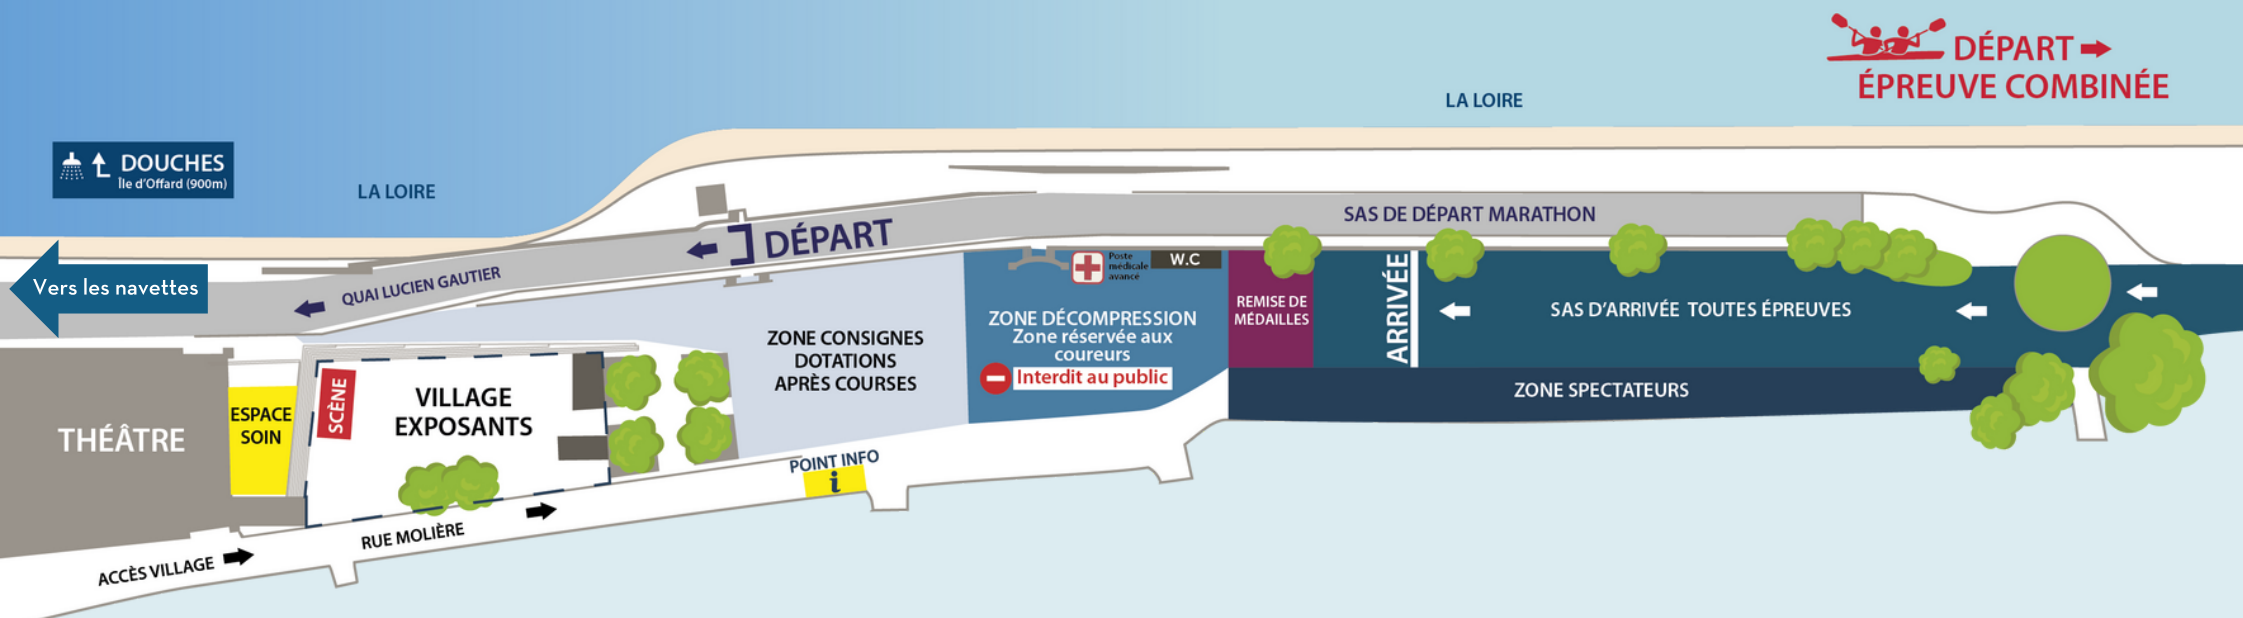 DÉPART
ÉPREUVE COMBINÉE
LA LOIRE
DOUCHES
Île d'Offard (900m)
LA LOIRE
SAS DE DÉPART MARATHON
DÉPART
QUAI LUCIEN GAUTIER
Vers les navettes
Poste
médicale
avancé
W.C
ZONE DÉCOMPRESSION
Zone réservée aux
coureurs
Interdit au public
REMISE DE
MÉDAILLES
ARRIVÉE
SAS D'ARRIVÉE TOUTES ÉPREUVES
ZONE SPECTATEURS
ZONE CONSIGNES
DOTATIONS
APRÈS COURSES
THÉÂTRE
ESPACE
SOIN
SCÈNE
VILLAGE
EXPOSANTS
POINT INFO
i
RUE MOLIÈRE
ACCÈS VILLAGE